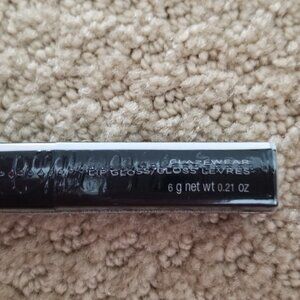 GLAZEWEAR
LIP GLOSS/GLOSS LÈVRES
6 g net wt 0.21 oz